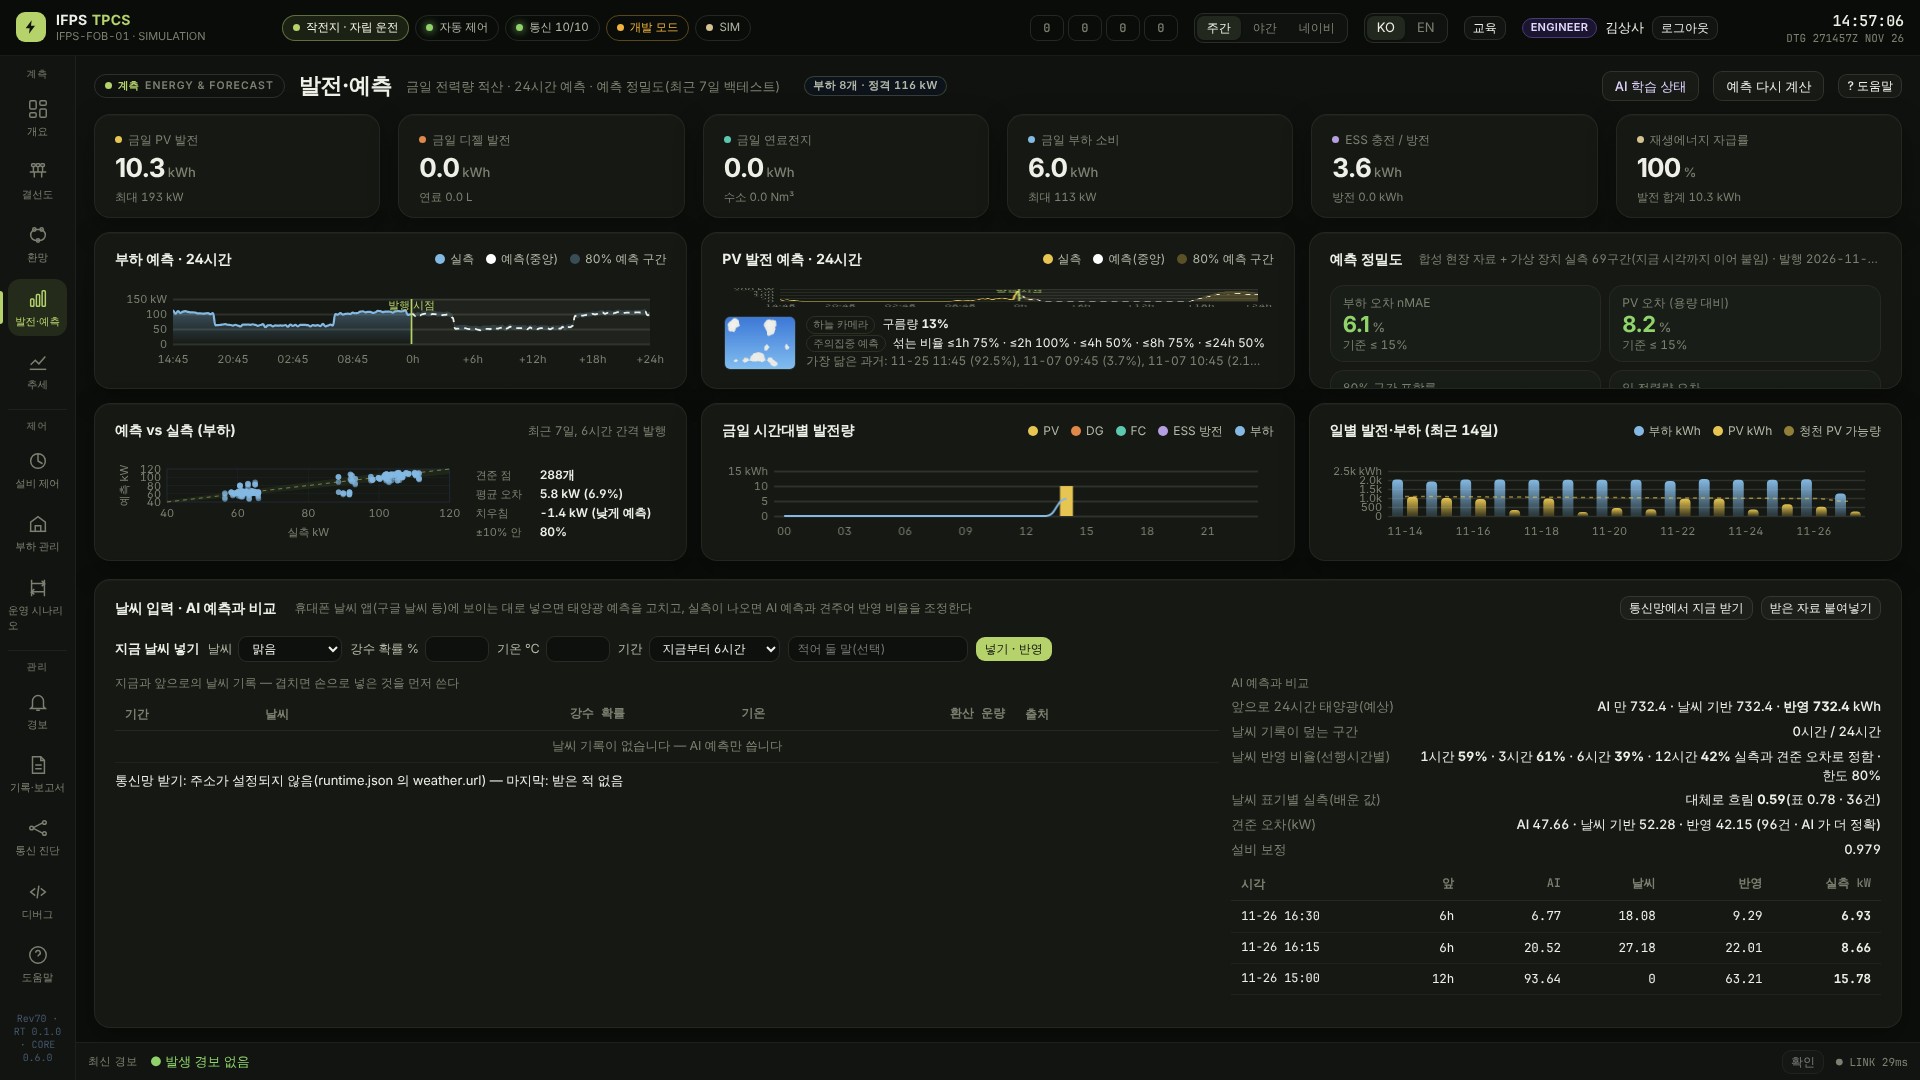 IFPS TPCS
IFPS-FOB-01 · SIMULATION
작전지 · 자립 운전
자동 제어
통신 10/10
개발 모드
SIM
0 0 0 0
주간 야간 네이비
KO EN
교육
ENGINEER 김상사 로그아웃
14:57:06
DTG 271457Z NOV 26
계측
개요
결선도
환망
발전·예측
추세
제어
설비 제어
부하 관리
운영 시나리
오
관리
경보
기록·보고서
통신 진단
디버그
도움말
Rev70 ·
RT 0.1.0
· CORE
0.6.0
계측 ENERGY & FORECAST
발전·예측
금일 전력량 적산 · 24시간 예측 · 예측 정밀도(최근 7일 백테스트)
부하 8개 · 정격 116 kW
AI 학습 상태
예측 다시 계산
? 도움말
금일 PV 발전
10.3 kWh
최대 193 kW
금일 디젤 발전
0.0 kWh
연료 0.0 L
금일 연료전지
0.0 kWh
수소 0.0 Nm³
금일 부하 소비
6.0 kWh
최대 113 kW
ESS 충전 / 방전
3.6 kWh
방전 0.0 kWh
재생에너지 자급률
100 %
발전 합계 10.3 kWh
부하 예측 · 24시간
실측 예측(중앙) 80% 예측 구간
발행 시점
150 kW
100
50
0
14:45 20:45 02:45 08:45 0h +6h +12h +18h +24h
PV 발전 예측 · 24시간
실측 예측(중앙) 80% 예측 구간
하늘 카메라 구름량 13%
주의집중 예측 섞는 비율 ≤1h 75% · ≤2h 100% · ≤4h 50% · ≤8h 75% · ≤24h 50%
가장 닮은 과거: 11-25 11:45 (92.5%), 11-07 09:45 (3.7%), 11-07 10:45 (2.1…
예측 정밀도
합성 현장 자료 + 가상 장치 실측 69구간(지금 시각까지 이어 붙임) · 발행 2026-11-…
부하 오차 nMAE
6.1 %
기준 ≤ 15%
PV 오차 (용량 대비)
8.2 %
기준 ≤ 15%
예측 vs 실측 (부하)
최근 7일, 6시간 간격 발행
예측 kW
120
100
80
60
40
40 60 80 100 120
실측 kW
견준 점 288개
평균 오차 5.8 kW (6.9%)
치우침 -1.4 kW (낮게 예측)
±10% 안 80%
금일 시간대별 발전량
PV DG FC ESS 방전 부하
15 kWh
10
5
0
00 03 06 09 12 15 18 21
일별 발전·부하 (최근 14일)
부하 kWh PV kWh 청천 PV 가능량
2.5k kWh
2.0k
1.5k
1.0k
500
0
11-14 11-16 11-18 11-20 11-22 11-24 11-26
날씨 입력 · AI 예측과 비교
휴대폰 날씨 앱(구글 날씨 등)에 보이는 대로 넣으면 태양광 예측을 고치고, 실측이 나오면 AI 예측과 견주어 반영 비율을 조정한다
통신망에서 지금 받기
받은 자료 붙여넣기
지금 날씨 넣기 날씨 맑음 강수 확률 % 기온 °C 기간 지금부터 6시간 적어 둘 말(선택) 넣기 · 반영
지금과 앞으로의 날씨 기록 — 겹치면 손으로 넣은 것을 먼저 쓴다
기간 날씨 강수 확률 기온 환산 운량 출처
날씨 기록이 없습니다 — AI 예측만 씁니다
통신망 받기: 주소가 설정되지 않음(runtime.json 의 weather.url) — 마지막: 받은 적 없음
AI 예측과 비교
앞으로 24시간 태양광(예상) AI 만 732.4 · 날씨 기반 732.4 · 반영 732.4 kWh
날씨 기록이 덮는 구간 0시간 / 24시간
날씨 반영 비율(선행시간별) 1시간 59% · 3시간 61% · 6시간 39% · 12시간 42% 실측과 견준 오차로 정함 ·
한도 80%
날씨 표기별 실측(배운 값) 대체로 흐림 0.59(표 0.78 · 36건)
견준 오차(kW) AI 47.66 · 날씨 기반 52.28 · 반영 42.15 (96건 · AI 가 더 정확)
설비 보정 0.979
시각 앞 AI 날씨 반영 실측 kW
11-26 16:30 6h 6.77 18.08 9.29 6.93
11-26 16:15 6h 20.52 27.18 22.01 8.66
11-26 15:00 12h 93.64 0 63.21 15.78
최신 경보 발생 경보 없음
확인
LINK 29ms